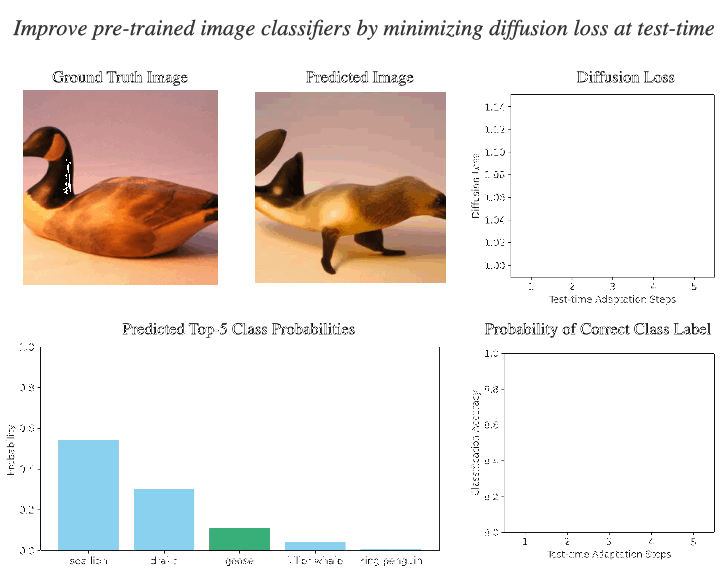 Improve pre-trained image classifiers by minimizing diffusion loss at test-time
Ground Truth Image
Predicted Image
Diffusion Loss
1.14
1.12
1.10
1.06
1.04
1.02
1.00
Diffusion Loss
1 2 3 4 5
Test-time Adaptation Steps
Predicted Top-5 Class Probabilities
Probability of Correct Class Label
1.0
0.8
0.6
0.4
0.2
0.0
Probability
sea lion
drake
goose
killer whale
king penguin
1.0
0.8
0.6
0.4
0.2
0.0
Classification Accuracy
1 2 3 4 5
Test-time Adaptation Steps